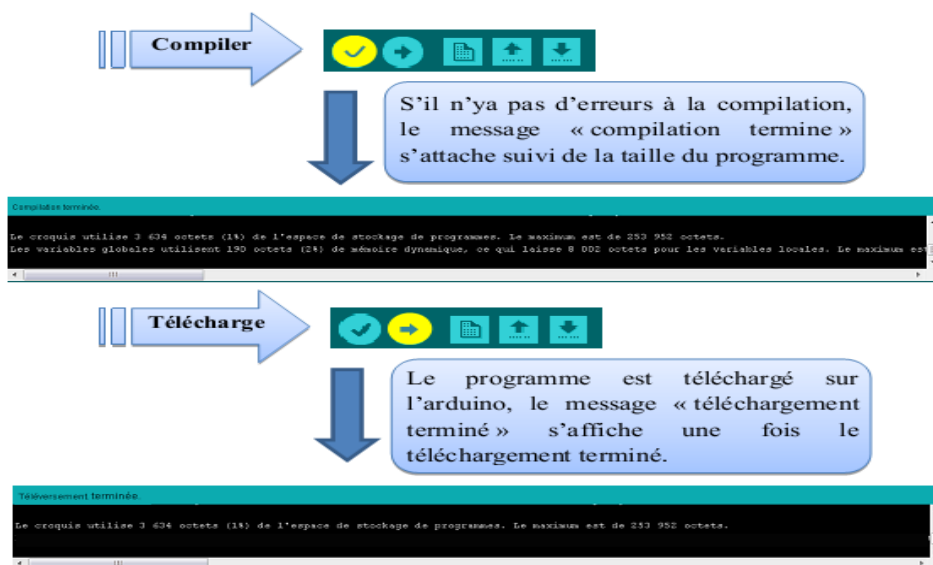 Compiler
S'il n'ya pas d'erreurs à la compilation,
le message « compilation termine »
s'attache suivi de la taille du programme.
Compilation terminée.
Le croquis utilise 3 634 octets (1%) de l'espace de stockage de programmes. Le maximum est de 253 952 octets.
Les variables globales utilisent 190 octets (2%) de mémoire dynamique, ce qui laisse 8 002 octets pour les variables locales. Le maximum est
Télécharge
Le programme est téléchargé sur
l'arduino, le message « téléchargement
terminé » s'affiche une fois le
téléchargement terminé.
Téléversement terminée.
Le croquis utilise 3 634 octets (1%) de l'espace de stockage de programmes. Le maximum est de 253 952 octets.